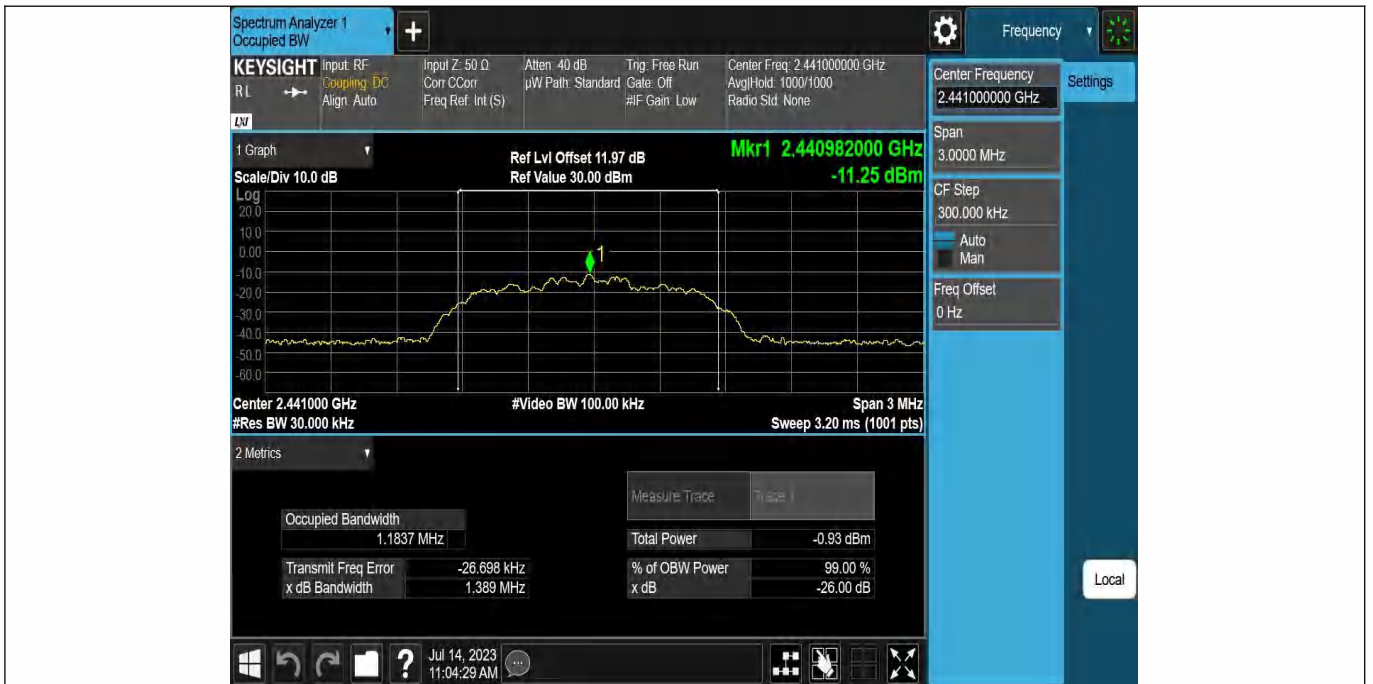 Spectrum Analyzer 1
Occupied BW
Frequency
KEYSIGHT
RL
LXI
Input: RF
Coupling: DC
Align: Auto
Input Z: 50 Ω
Corr CCorr
Freq Ref: Int (S)
Atten: 40 dB
µW Path: Standard
Trig: Free Run
Gate: Off
#IF Gain: Low
Center Freq: 2.441000000 GHz
Avg|Hold: 1000/1000
Radio Std: None
Center Frequency
2.441000000 GHz
Settings
Span
3.0000 MHz
CF Step
300.000 kHz
Auto
Man
Freq Offset
0 Hz
Local
1 Graph
Scale/Div 10.0 dB
Ref Lvl Offset 11.97 dB
Ref Value 30.00 dBm
Mkr1 2.440982000 GHz
-11.25 dBm
Log
20.0
10.0
0.00
-10.0
-20.0
-30.0
-40.0
-50.0
-60.0
1
Center 2.441000 GHz
#Res BW 30.000 kHz
#Video BW 100.00 kHz
Span 3 MHz
Sweep 3.20 ms (1001 pts)
2 Metrics
Measure Trace Trace 1
Occupied Bandwidth
1.1837 MHz
Total Power -0.93 dBm
Transmit Freq Error -26.698 kHz
% of OBW Power 99.00 %
x dB Bandwidth 1.389 MHz
x dB -26.00 dB
Jul 14, 2023
11:04:29 AM